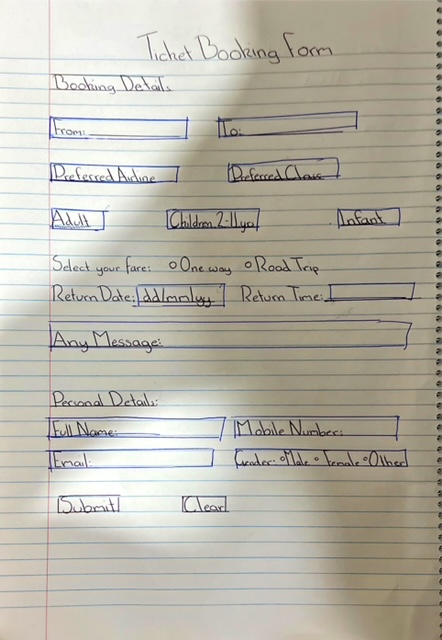 Ticket Booking Form
Booking Details
From: To:
Preferred Airline Preferred Class
Adult Children 2-11yo Infant
Select your fare: One way Road Trip
Return Date: dd/mm/yy Return Time:
Any Message:
Personal Details:
Full Name: Mobile Number:
Email: Gender: Male Female Other
Submit Clear